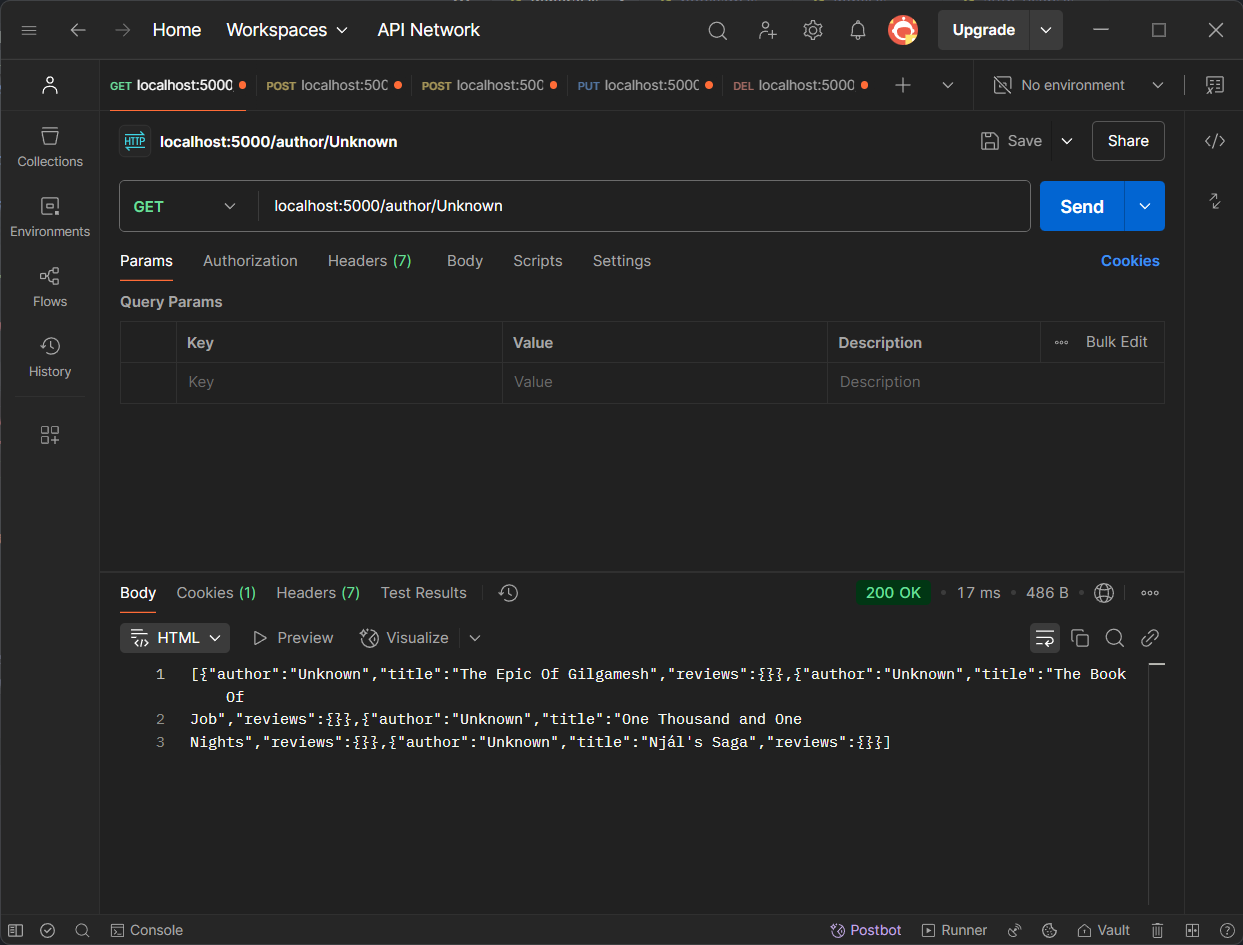 Home Workspaces API Network Upgrade
GET localhost:5000 POST localhost:500 POST localhost:500 PUT localhost:5000 DEL localhost:5000 No environment
HTTP localhost:5000/author/Unknown Save Share
Collections
Environments
Flows
History
GET localhost:5000/author/Unknown Send
Params Authorization Headers (7) Body Scripts Settings Cookies
Query Params
Key Value Description Bulk Edit
Key Value Description
Body Cookies (1) Headers (7) Test Results 200 OK 17 ms 486 B
HTML Preview Visualize
1 [{"author":"Unknown","title":"The Epic Of Gilgamesh","reviews":{}},{"author":"Unknown","title":"The Book
Of
2 Job","reviews":{}},{"author":"Unknown","title":"One Thousand and One
3 Nights","reviews":{}},{"author":"Unknown","title":"Njál's Saga","reviews":{}}]
Console Postbot Runner Vault